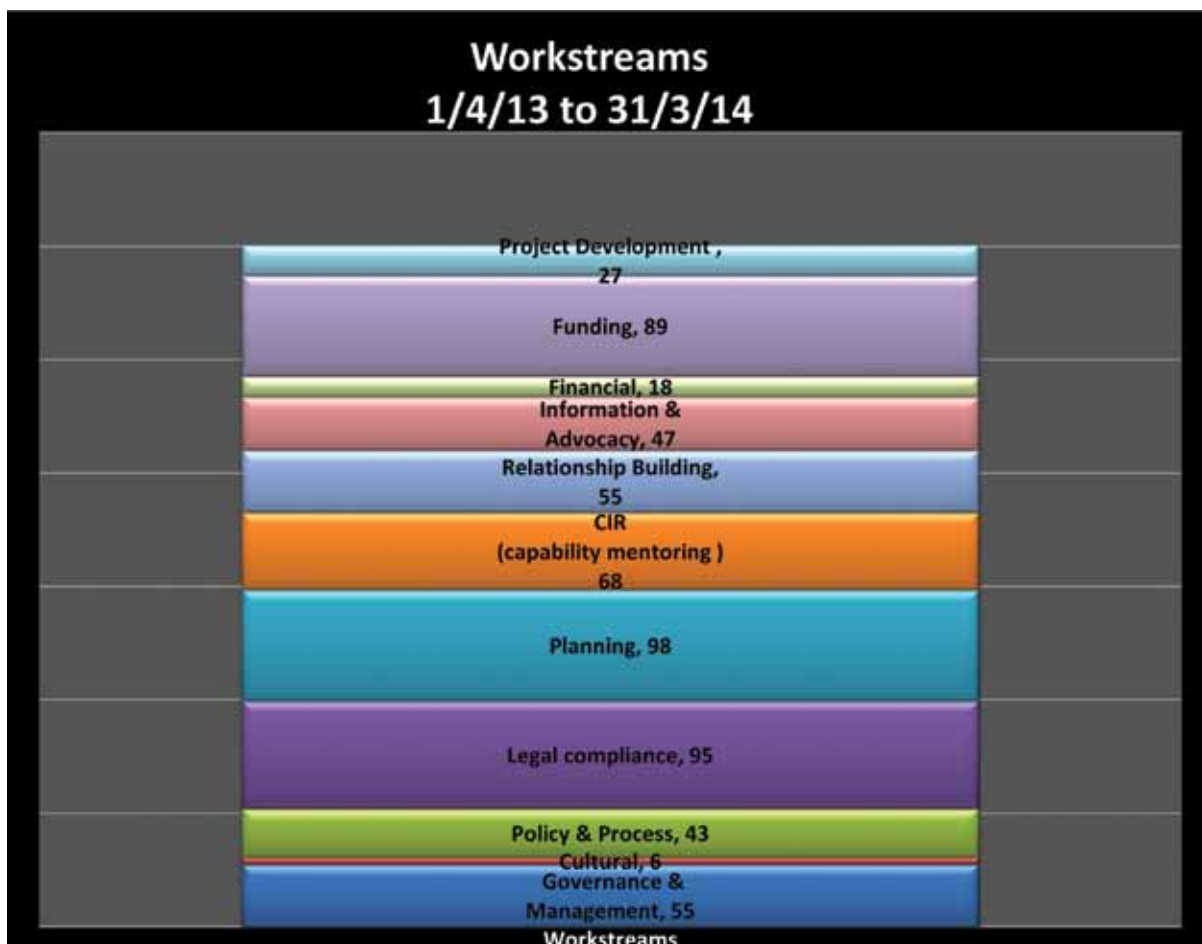 Workstreams
1/4/13 to 31/3/14
Project Development ,
27
Funding, 89
Financial, 18
Information &
Advocacy, 47
Relationship Building,
55
CIR
(capability mentoring )
68
Planning, 98
Legal compliance, 95
Policy & Process, 43
Cultural, 6
Governance &
Management, 55
Workstreams